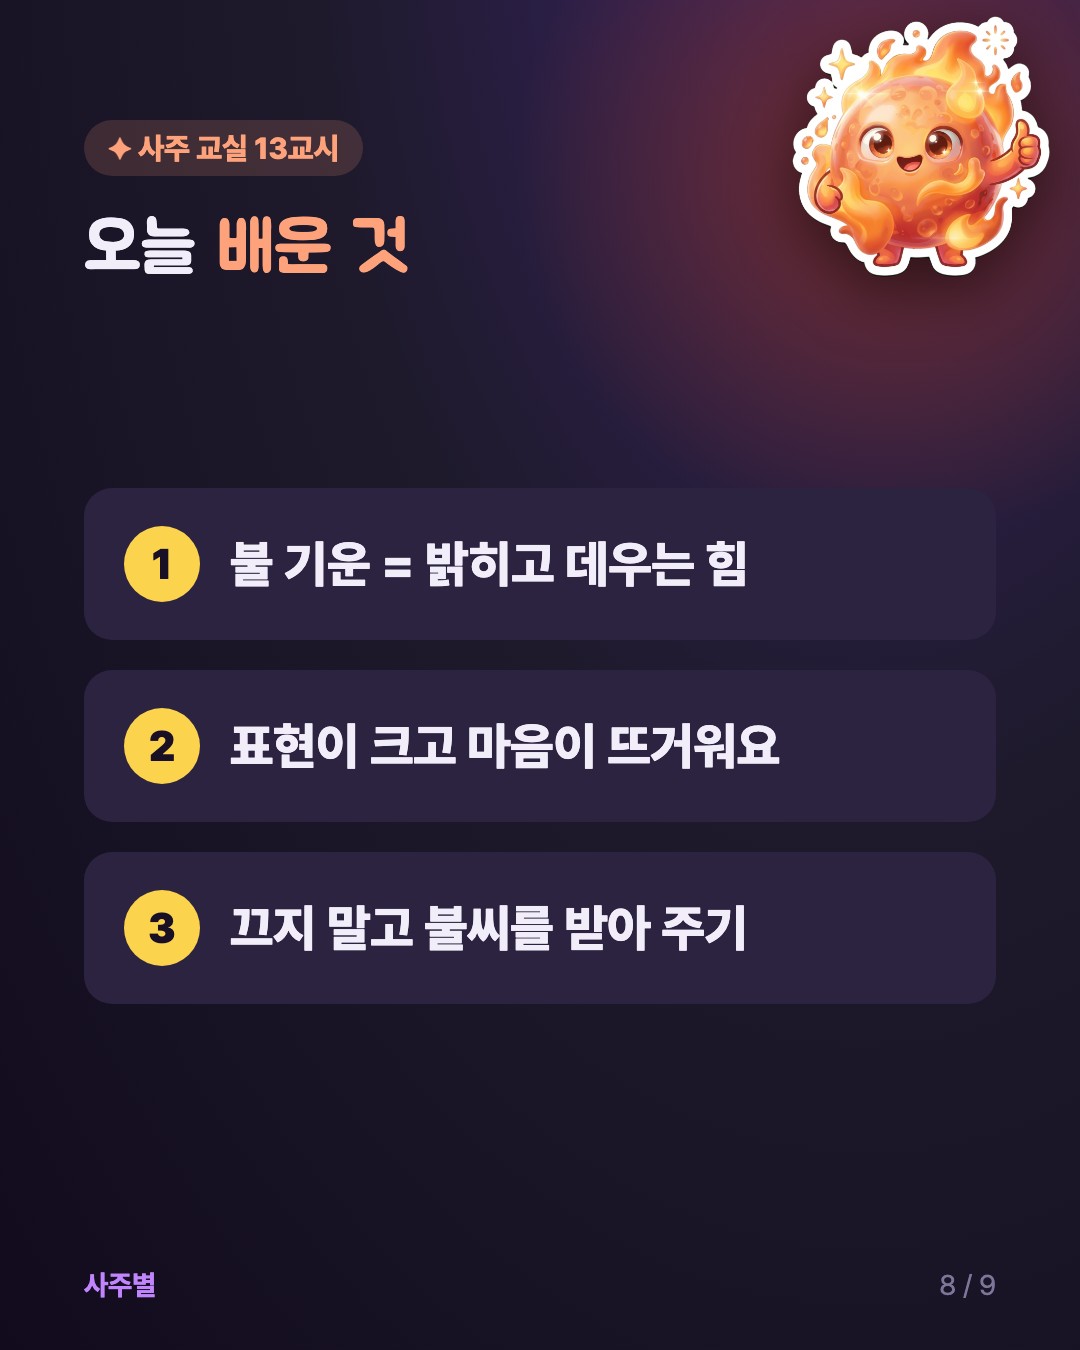 사주 교실 13교시
오늘 배운 것
1 불 기운 = 밝히고 데우는 힘
2 표현이 크고 마음이 뜨거워요
3 끄지 말고 불씨를 받아 주기
사주별
8 / 9